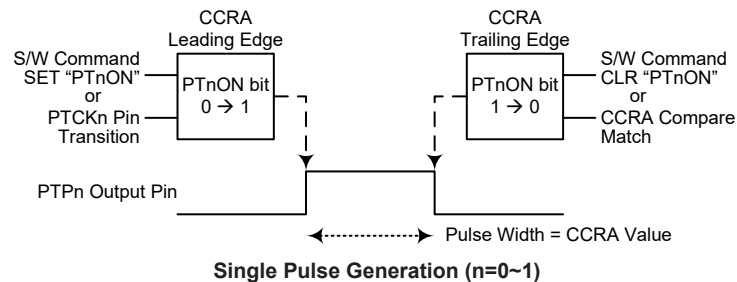 CCRA
Leading Edge
S/W Command
SET “PTnON”
or
PTCKn Pin
Transition
PTnON bit
0 → 1
CCRA
Trailing Edge
PTnON bit
1 → 0
S/W Command
CLR “PTnON”
or
CCRA Compare
Match
PTPn Output Pin
Pulse Width = CCRA Value
Single Pulse Generation (n=0~1)